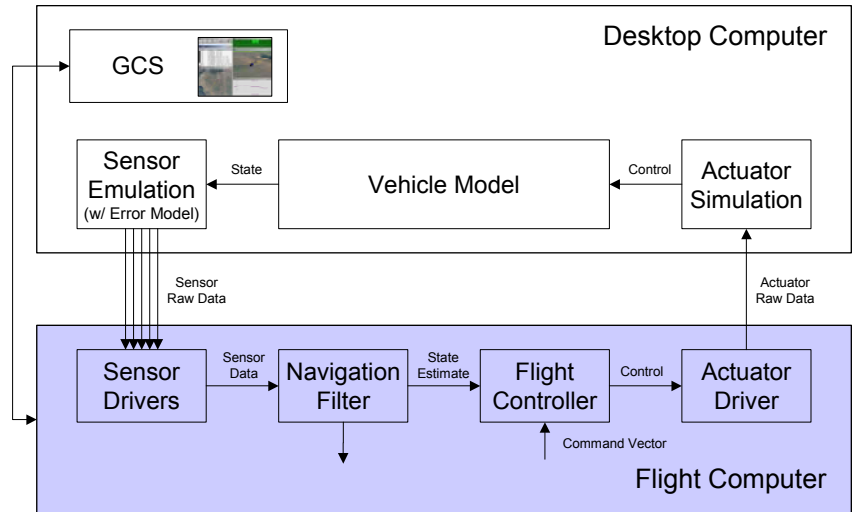 Desktop Computer
GCS
Sensor
Emulation
(w/ Error Model)
State
Vehicle Model
Control
Actuator
Simulation
Sensor
Raw Data
Actuator
Raw Data
Sensor
Drivers
Sensor
Data
Navigation
Filter
State
Estimate
Flight
Controller
Control
Actuator
Driver
Command Vector
Flight Computer